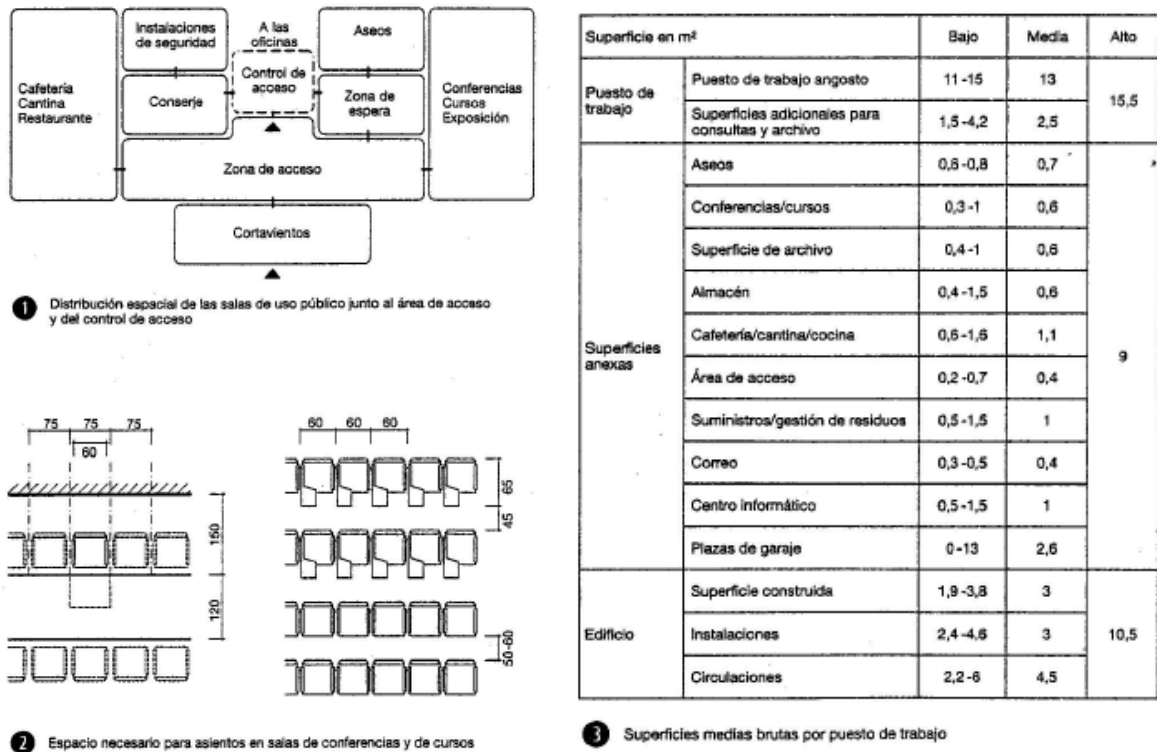 Instalaciones
de seguridad
A las
oficinas
Aseos
Control de
acceso
Cafetería
Cantina
Restaurante
Conserje
Zona de
espera
Conferencias
Cursos
Exposición
Zona de acceso
Cortavientos
1 Distribución espacial de las salas de uso público junto al área de acceso
y del control de acceso
75 75 75
60
150
120
60 60 60
65
45
50-60
2 Espacio necesario para asientos en salas de conferencias y de cursos
Superficie en m² Bajo Media Alto
Puesto de
trabajo
Puesto de trabajo angosto 11-15 13
15,5
Superficies adicionales para
consultas y archivo 1,5-4,2 2,5
Superficies
anexas
Aseos 0,6-0,8 0,7
Conferencias/cursos 0,3-1 0,6
Superficie de archivo 0,4-1 0,6
Almacén 0,4-1,5 0,6
Cafetería/cantina/cocina 0,6-1,6 1,1
9
Área de acceso 0,2-0,7 0,4
Suministros/gestión de residuos 0,5-1,5 1
Correo 0,3-0,5 0,4
Centro informático 0,5-1,5 1
Plazas de garaje 0-13 2,6
Edificio
Superficie construida 1,9-3,8 3
Instalaciones 2,4-4,6 3 10,5
Circulaciones 2,2-6 4,5
3 Superficies medias brutas por puesto de trabajo